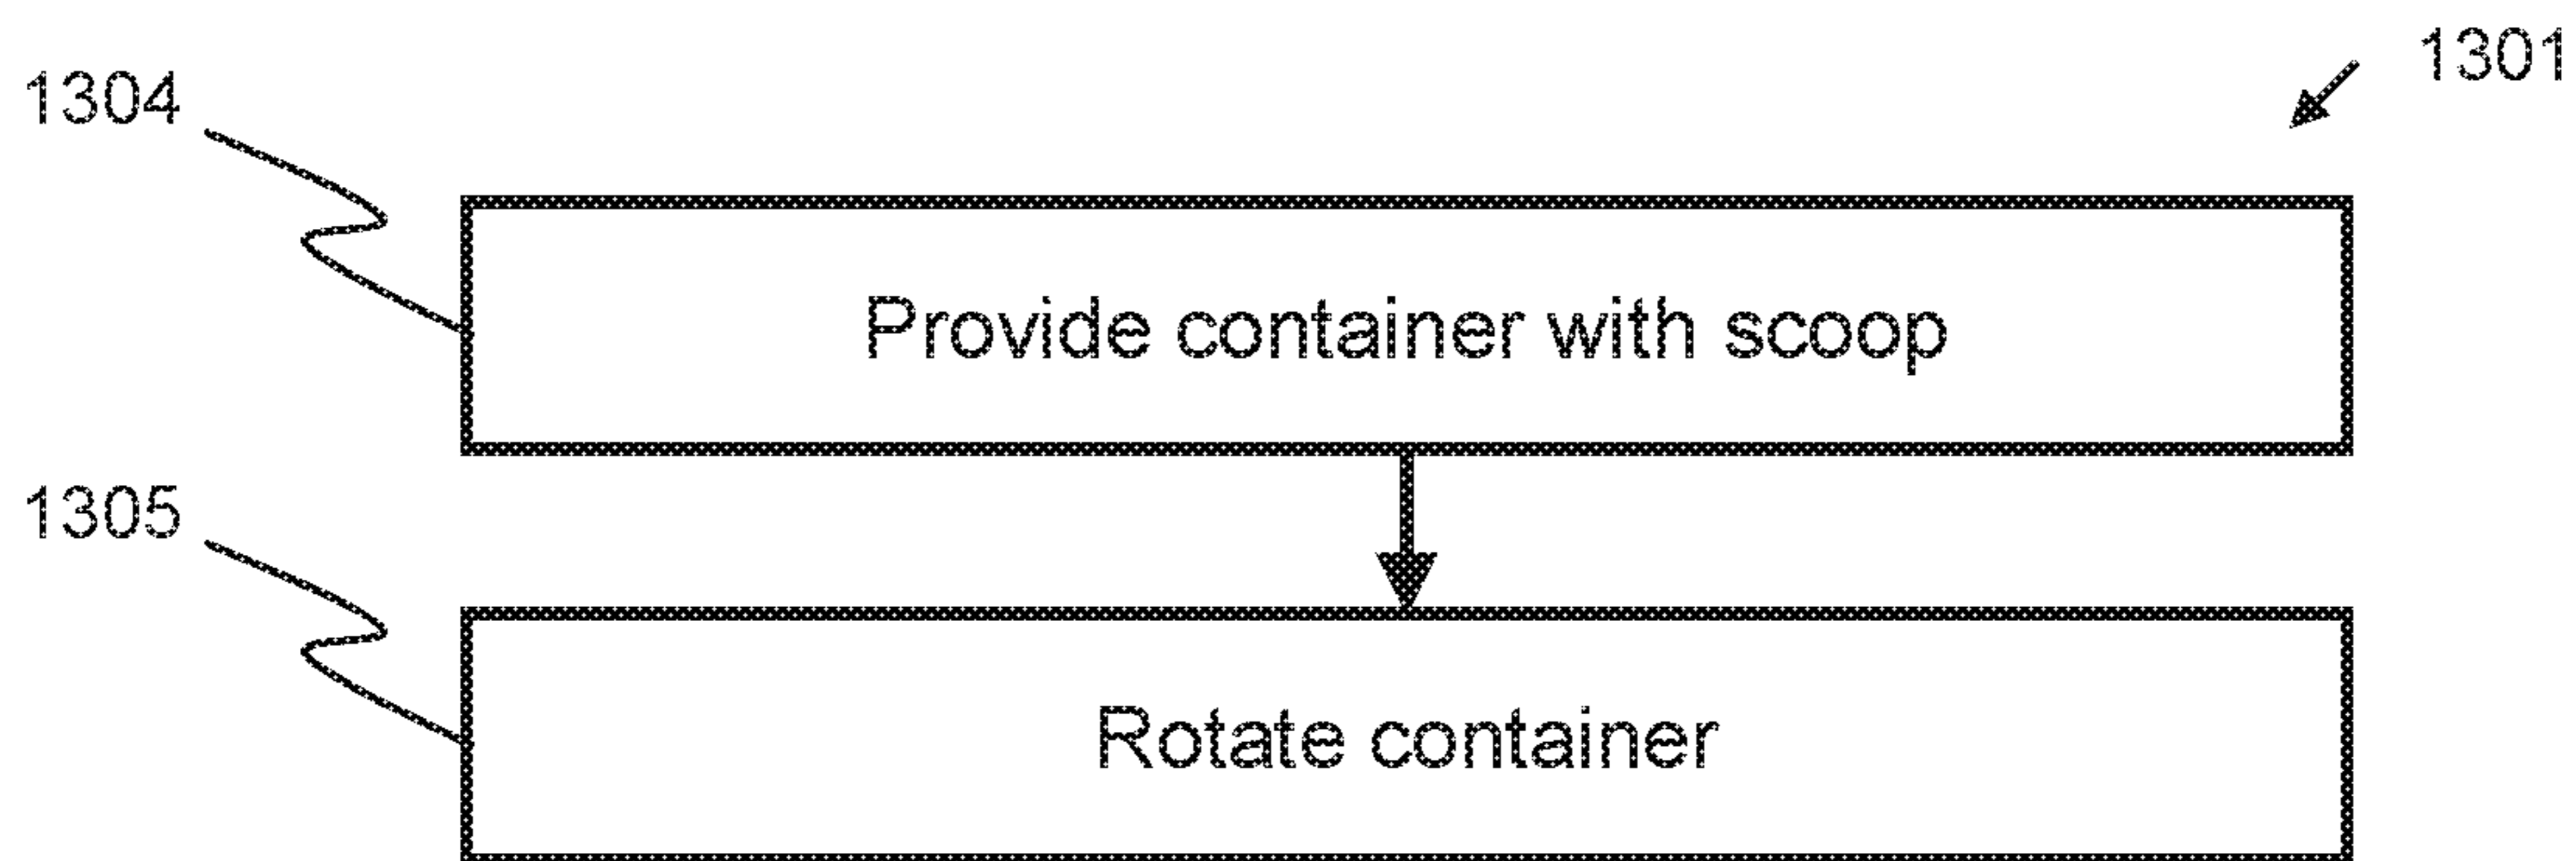 1301
1304
Provide container with scoop
1305
Rotate container